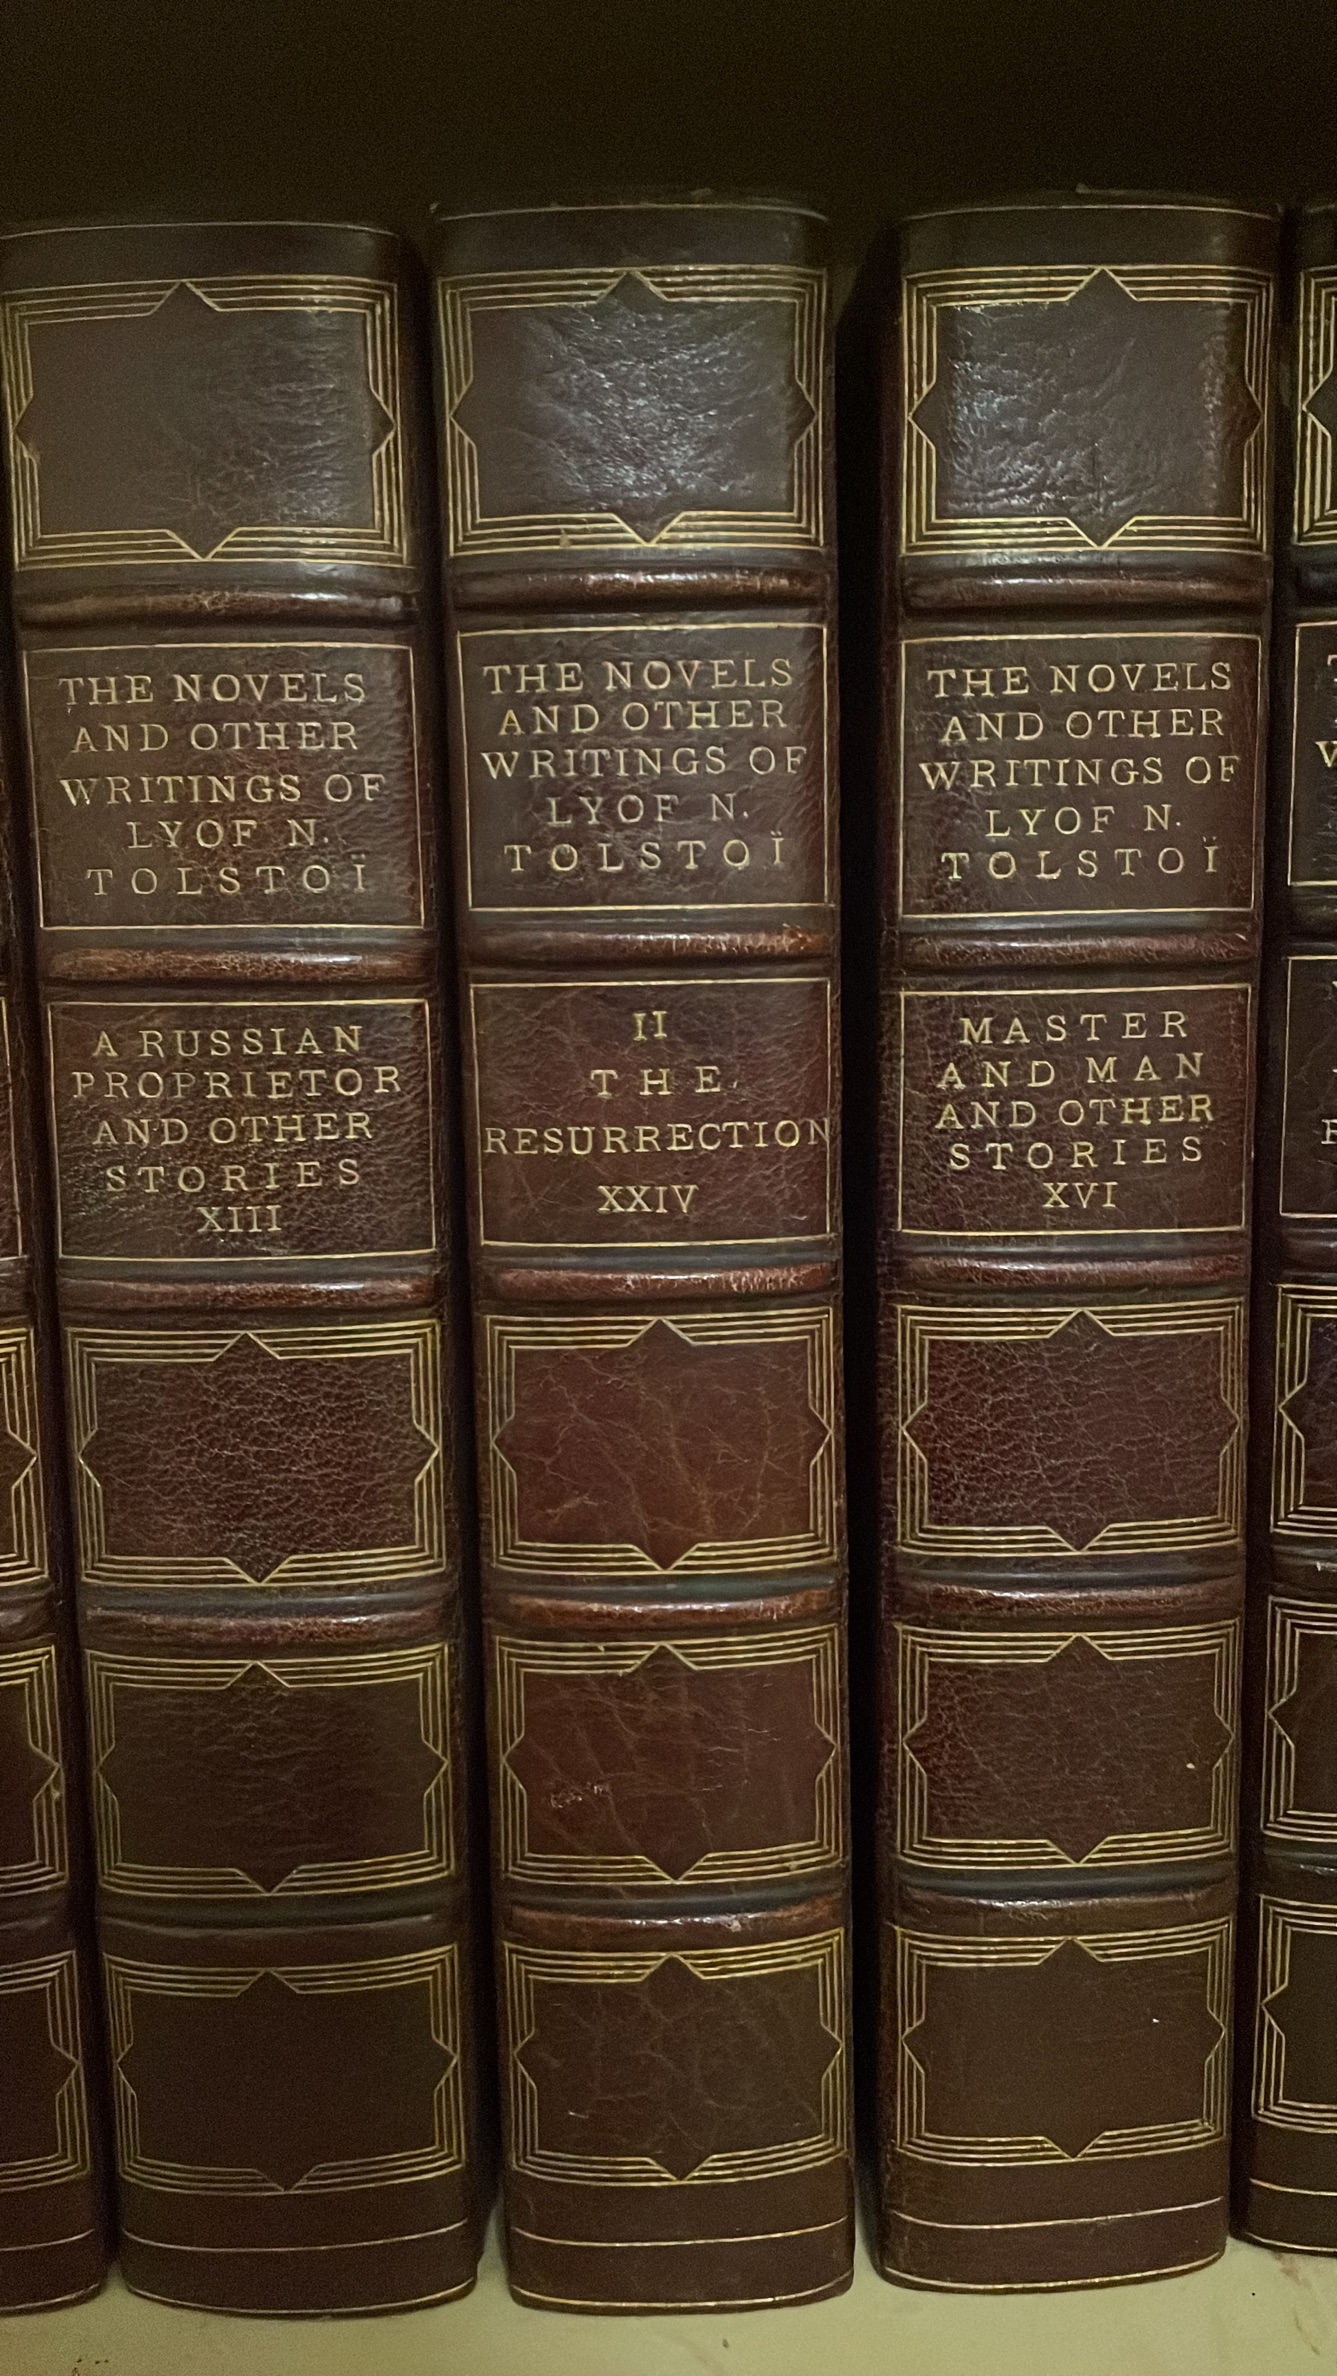 THE NOVELS
AND OTHER
WRITINGS OF
LYOF N.
TOLSTOÏ
A RUSSIAN
PROPRIETOR
AND OTHER
STORIES
XIII
THE NOVELS
AND OTHER
WRITINGS OF
LYOF N.
TOLSTOÏ
II
THE
RESURRECTION
XXIV
THE NOVELS
AND OTHER
WRITINGS OF
LYOF N.
TOLSTOÏ
MASTER
AND MAN
AND OTHER
STORIES
XVI